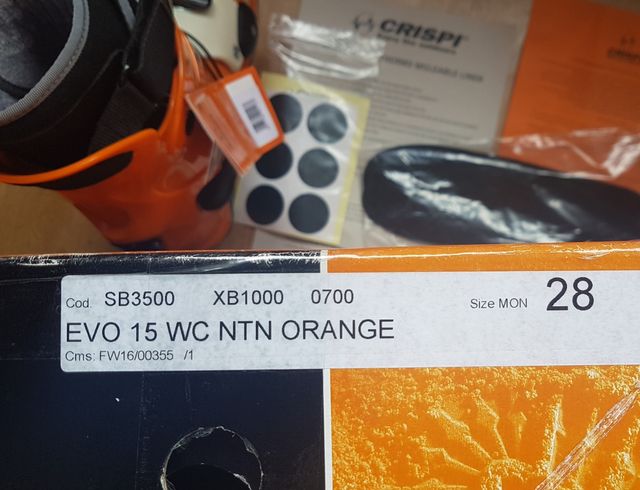 CRISPI
Cod. SB3500 XB1000 0700 Size MON 28
EVO 15 WC NTN ORANGE
Cms: FW16/00355 /1